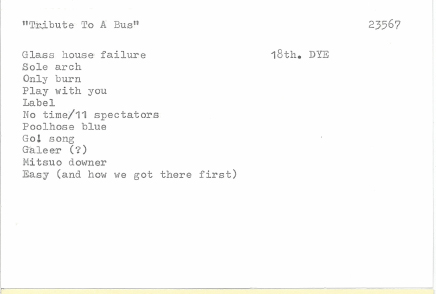 "Tribute To A Bus" 23567
Glass house failure 18th. DYE
Sole arch
Only burn
Play with you
Label
No time/11 spectators
Poolhose blue
Go! song
Galeer (?)
Mitsuo downer
Easy (and how we got there first)